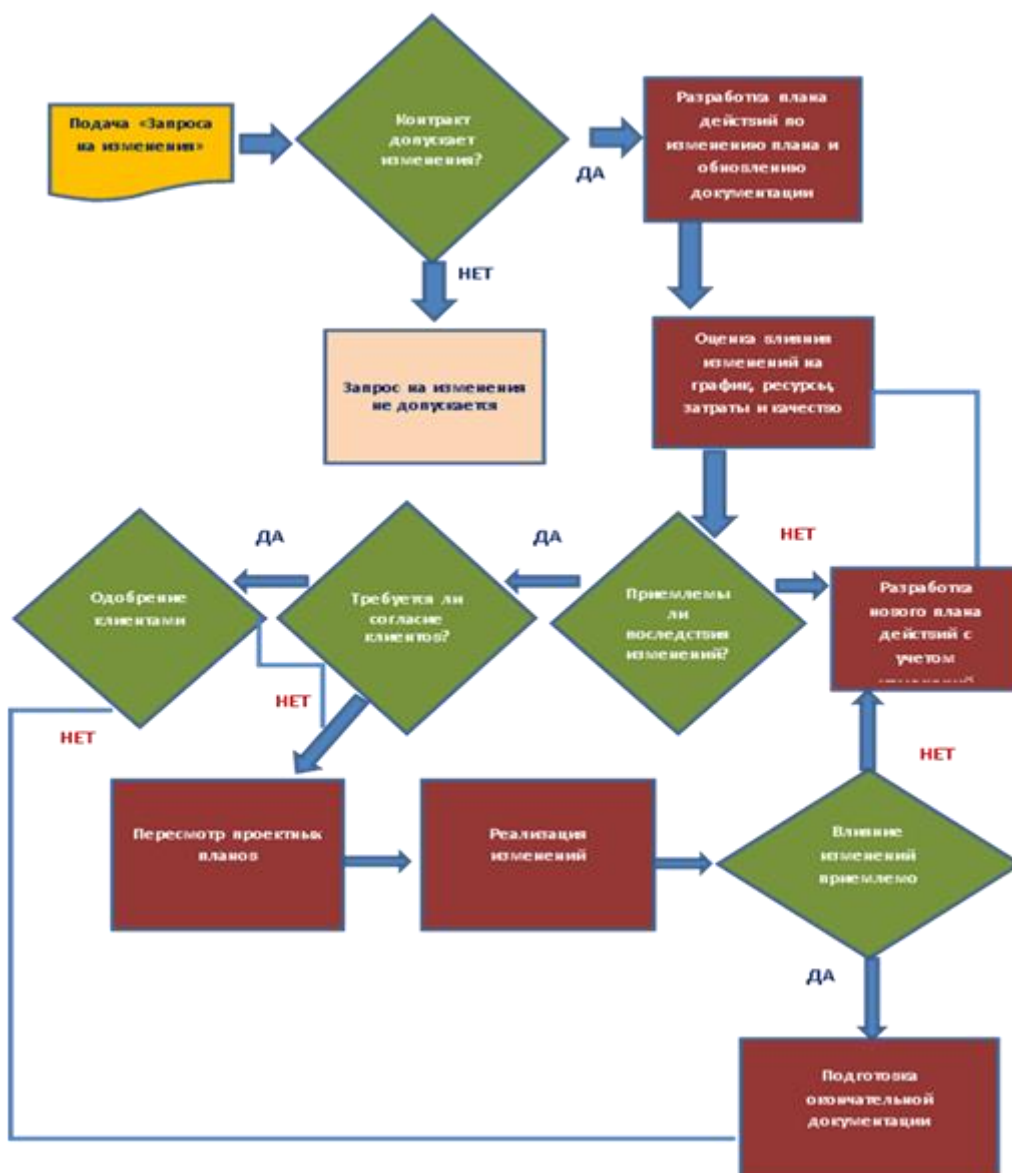 Подача «Запроса
на изменения»
Контракт
допускает
изменения?
ДА
Разработка плана
действий по
изменению плана и
обновлению
документации
НЕТ
Запрос на изменения
не допускается
Оценка влияния
изменений на
график, ресурсы,
затраты и качество
ДА
ДА
НЕТ
Одобрение
клиентами
Требуется ли
согласие
клиентов?
Приемлемы
ли
последствия
изменений?
Разработка
нового плана
действий с
учетом
НЕТ
НЕТ
НЕТ
Пересмотр проектных
планов
Реализация
изменений
Влияние
изменений
приемлемо
ДА
Подготовка
окончательной
документации